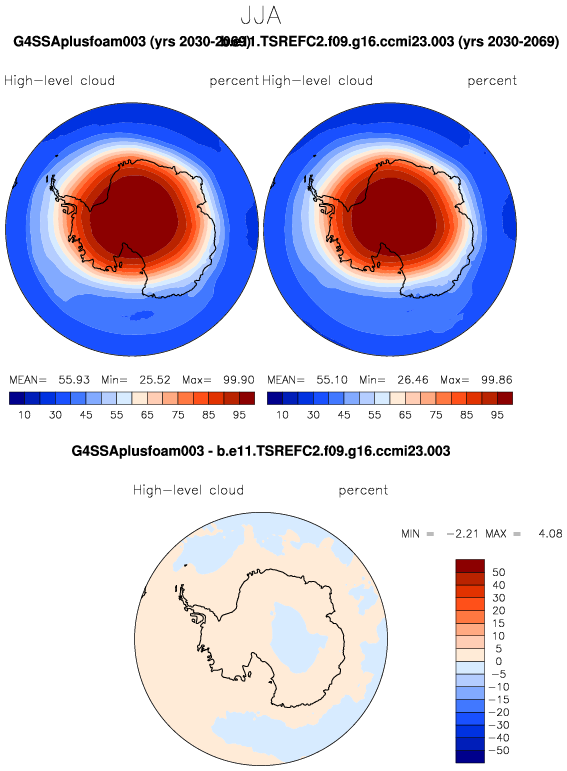 JJA
G4SSAplusfoam003 (yrs 2030-2069) b.e11.TSREFC2.f09.g16.ccmi23.003 (yrs 2030-2069)
High-level cloud percent High-level cloud percent
MEAN= 55.93 Min= 25.52 Max= 99.90 MEAN= 55.10 Min= 26.46 Max= 99.86
10 30 45 55 65 75 85 95 10 30 45 55 65 75 85 95
G4SSAplusfoam003 - b.e11.TSREFC2.f09.g16.ccmi23.003
High-level cloud percent
MIN = -2.21 MAX = 4.08
50
40
30
20
15
10
5
0
-5
-10
-15
-20
-30
-40
-50